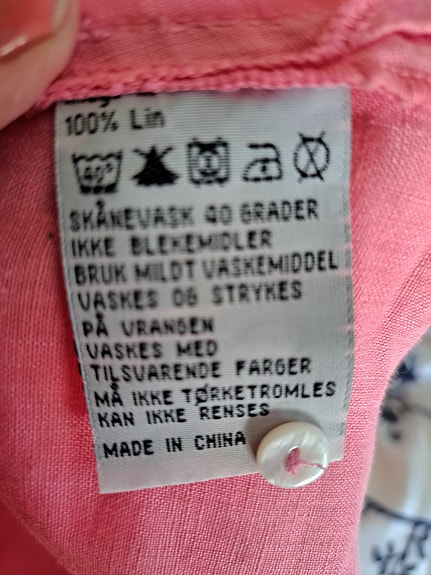 100% Lin
40°
SKÅNEVASK 40 GRADER
IKKE BLEKEMIDLER
BRUK MILDT VASKEMIDDEL
VASKES OG STRYKES
PÅ VRANGEN
VASKES MED
TILSVARENDE FARGER
MÅ IKKE TØRKETROMLES
KAN IKKE RENSES
MADE IN CHINA